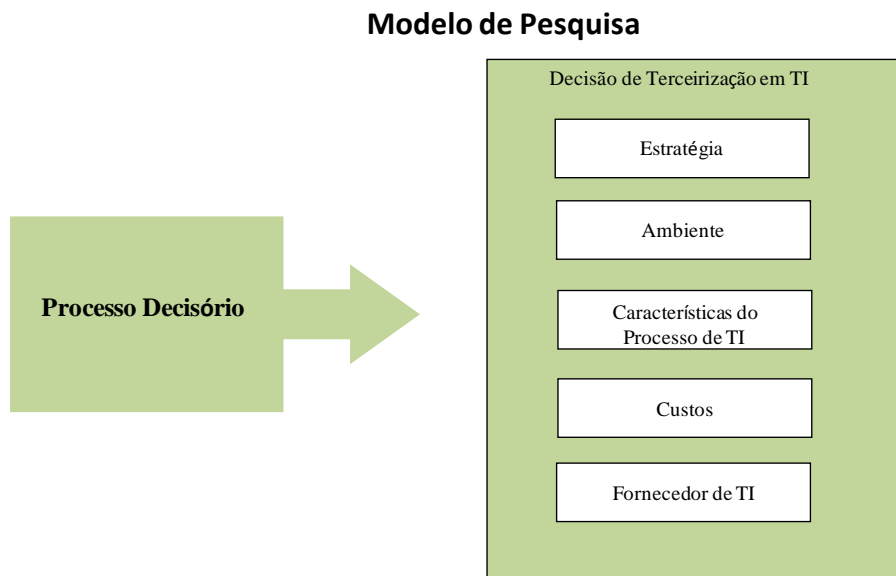 Modelo de Pesquisa
Decisão de Terceirização em TI
Estratégia
Ambiente
Processo Decisório
Características do
Processo de TI
Custos
Fornecedor de TI